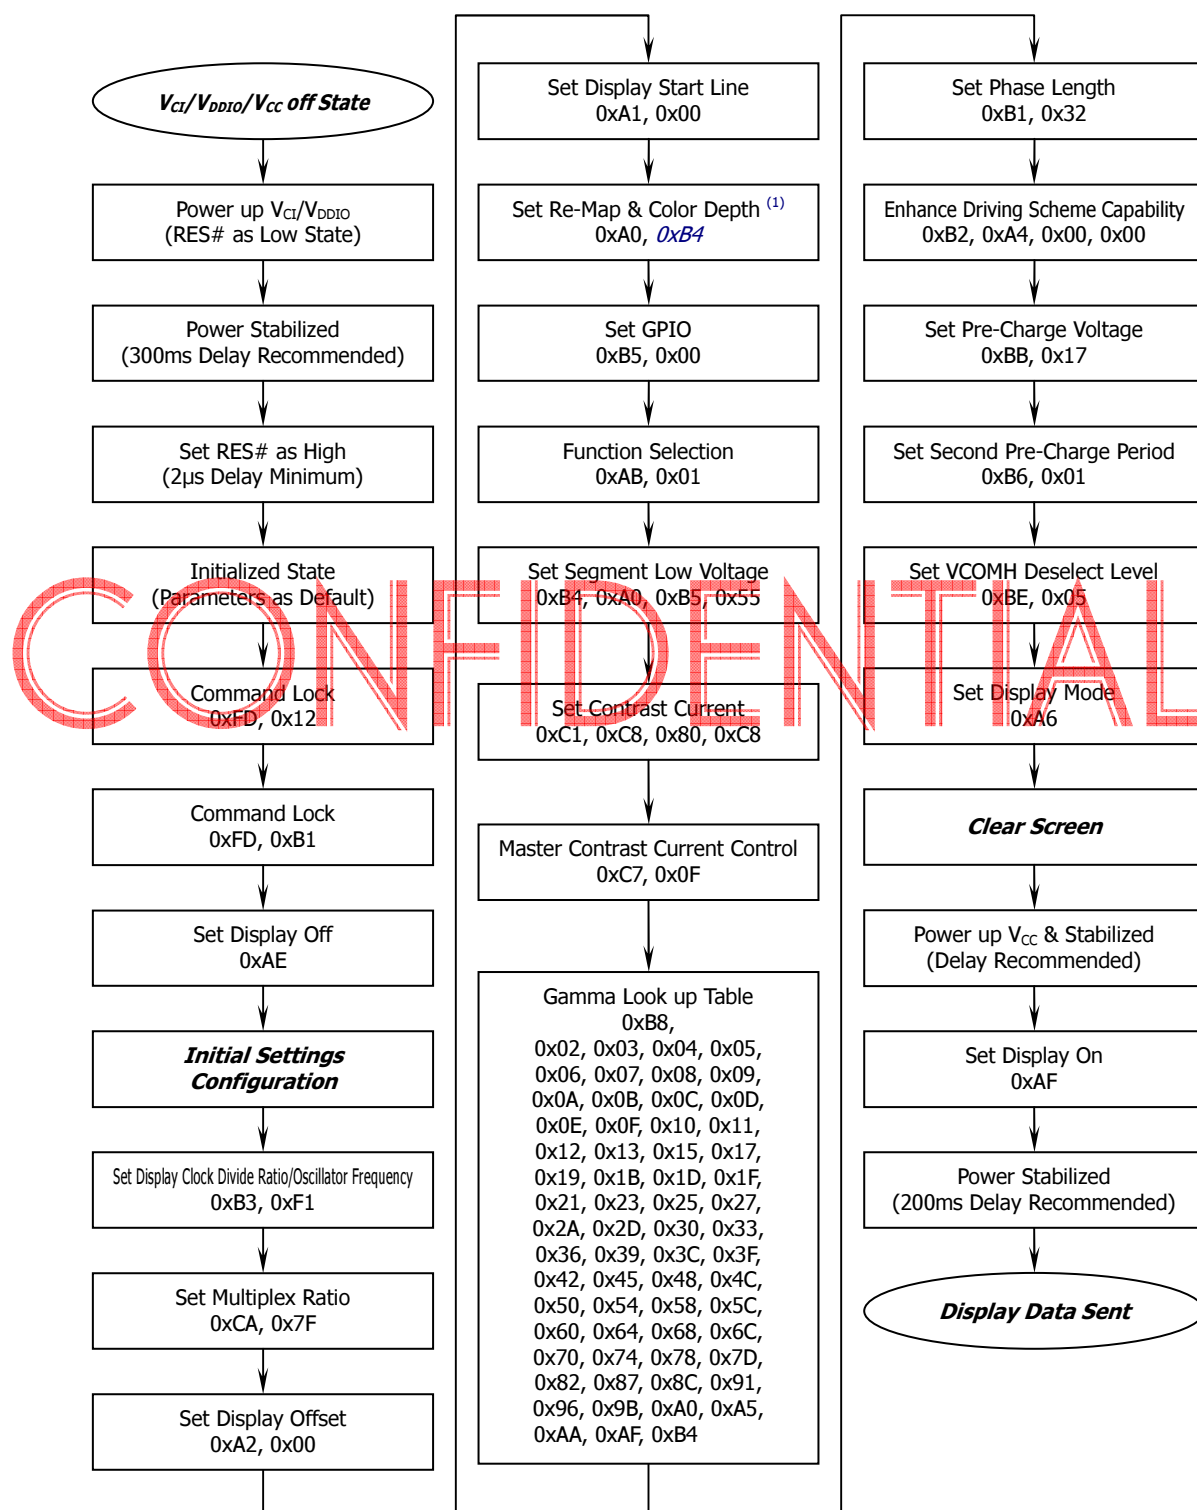 VCI/VDDIO/VCC off State
Power up VCI/VDDIO
(RES# as Low State)
Power Stabilized
(300ms Delay Recommended)
Set RES# as High
(2μs Delay Minimum)
Initialized State
(Parameters as Default)
Command Lock
0xFD, 0x12
Command Lock
0xFD, 0xB1
Set Display Off
0xAE
Initial Settings
Configuration
Set Display Clock Divide Ratio/Oscillator Frequency
0xB3, 0xF1
Set Multiplex Ratio
0xCA, 0x7F
Set Display Offset
0xA2, 0x00
Set Display Start Line
0xA1, 0x00
Set Re-Map & Color Depth (1)
0xA0, 0xB4
Set GPIO
0xB5, 0x00
Function Selection
0xAB, 0x01
Set Segment Low Voltage
0xB4, 0xA0, 0xB5, 0x55
Set Contrast Current
0xC1, 0xC8, 0x80, 0xC8
Master Contrast Current Control
0xC7, 0x0F
Gamma Look up Table
0xB8,
0x02, 0x03, 0x04, 0x05,
0x06, 0x07, 0x08, 0x09,
0x0A, 0x0B, 0x0C, 0x0D,
0x0E, 0x0F, 0x10, 0x11,
0x12, 0x13, 0x15, 0x17,
0x19, 0x1B, 0x1D, 0x1F,
0x21, 0x23, 0x25, 0x27,
0x2A, 0x2D, 0x30, 0x33,
0x36, 0x39, 0x3C, 0x3F,
0x42, 0x45, 0x48, 0x4C,
0x50, 0x54, 0x58, 0x5C,
0x60, 0x64, 0x68, 0x6C,
0x70, 0x74, 0x78, 0x7D,
0x82, 0x87, 0x8C, 0x91,
0x96, 0x9B, 0xA0, 0xA5,
0xAA, 0xAF, 0xB4
Set Phase Length
0xB1, 0x32
Enhance Driving Scheme Capability
0xB2, 0xA4, 0x00, 0x00
Set Pre-Charge Voltage
0xBB, 0x17
Set Second Pre-Charge Period
0xB6, 0x01
Set VCOMH Deselect Level
0xBE, 0x05
Set Display Mode
0xA6
Clear Screen
Power up VCC & Stabilized
(Delay Recommended)
Set Display On
0xAF
Power Stabilized
(200ms Delay Recommended)
Display Data Sent
CONFIDENTIAL